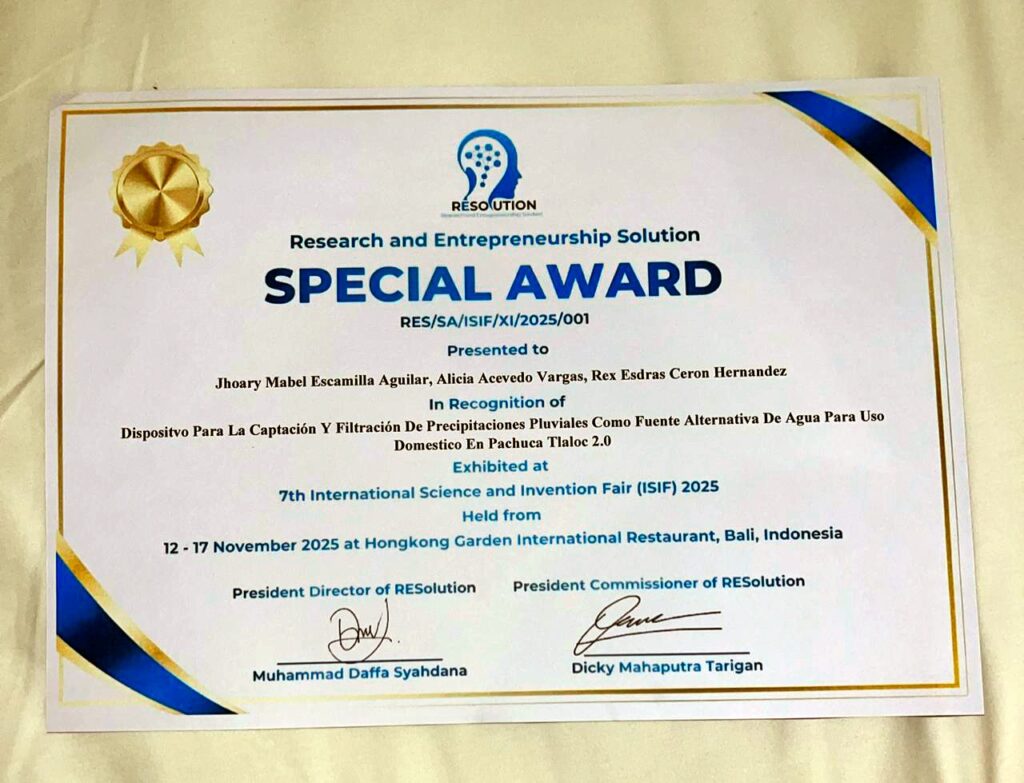 RESOLUTION
Research and Entrepreneurship Solution
SPECIAL AWARD
RES/SA/ISIF/XI/2025/001
Presented to
Jhoary Mabel Escamilla Aguilar, Alicia Acevedo Vargas, Rex Esdras Ceron Hernandez
In Recognition of
Dispositvo Para La Captación Y Filtración De Precipitaciones Pluviales Como Fuente Alternativa De Agua Para Uso
Domestico En Pachuca Tlaloc 2.0
Exhibited at
7th International Science and Invention Fair (ISIF) 2025
Held from
12 - 17 November 2025 at Hongkong Garden International Restaurant, Bali, Indonesia
President Director of RESolution President Commissioner of RESolution
Muhammad Daffa Syahdana Dicky Mahaputra Tarigan